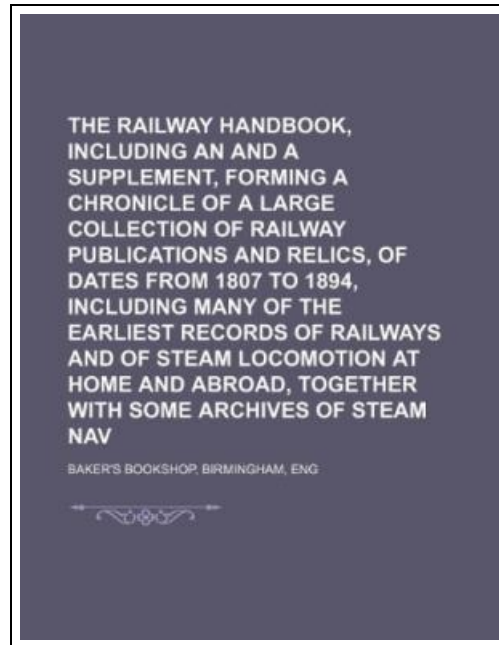 THE RAILWAY HANDBOOK,
INCLUDING AN AND A
SUPPLEMENT, FORMING A
CHRONICLE OF A LARGE
COLLECTION OF RAILWAY
PUBLICATIONS AND RELICS, OF
DATES FROM 1807 TO 1894,
INCLUDING MANY OF THE
EARLIEST RECORDS OF RAILWAYS
AND OF STEAM LOCOMOTION AT
HOME AND ABROAD, TOGETHER
WITH SOME ARCHIVES OF STEAM
NAV
BAKER'S BOOKSHOP, BIRMINGHAM, ENG